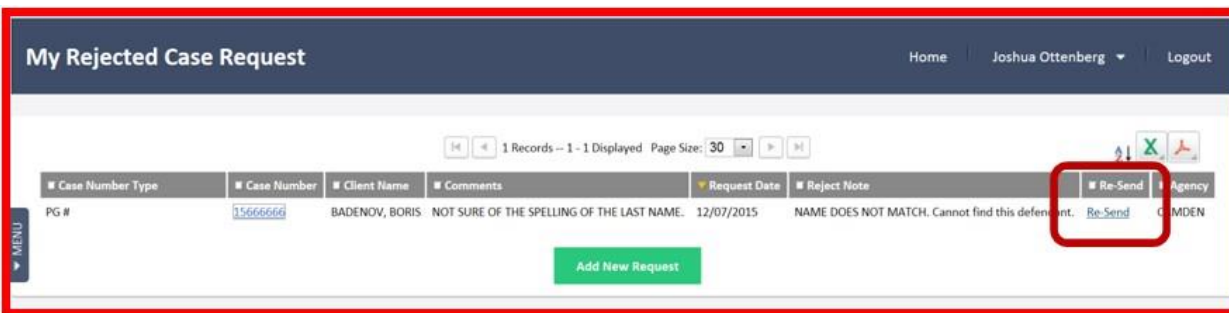 My Rejected Case Request
Home Joshua Ottenberg Logout
1 Records -- 1 - 1 Displayed Page Size: 30
Case Number Type Case Number Client Name Comments Request Date Reject Note Re-Send Agency
PG # 15666666 BADENOV, BORIS NOT SURE OF THE SPELLING OF THE LAST NAME. 12/07/2015 NAME DOES NOT MATCH. Cannot find this defendant. Re-Send CAMDEN
MENU
Add New Request